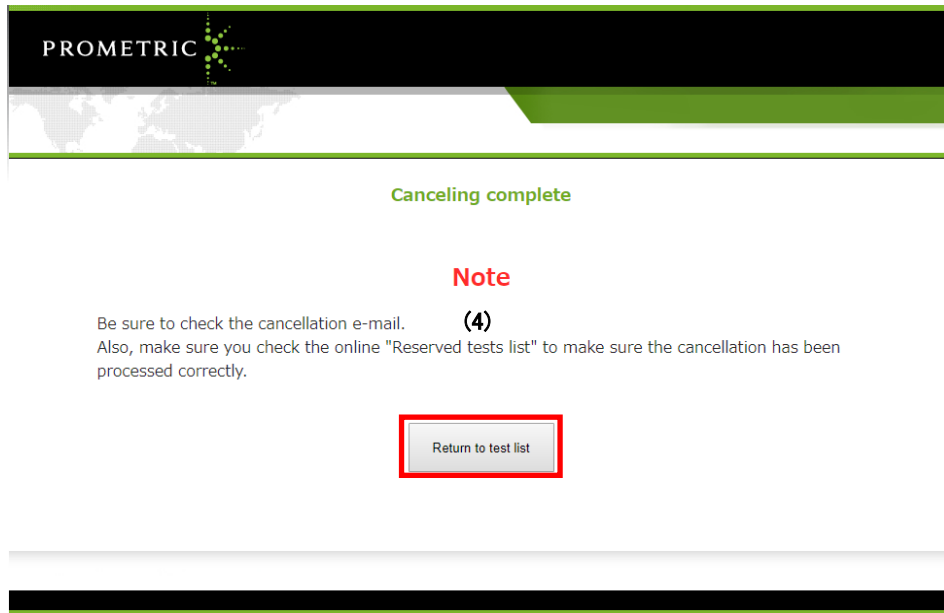 PROMETRIC
TM
Canceling complete
Note
Be sure to check the cancellation e-mail. (4)
Also, make sure you check the online "Reserved tests list" to make sure the cancellation has been
processed correctly.
Return to test list